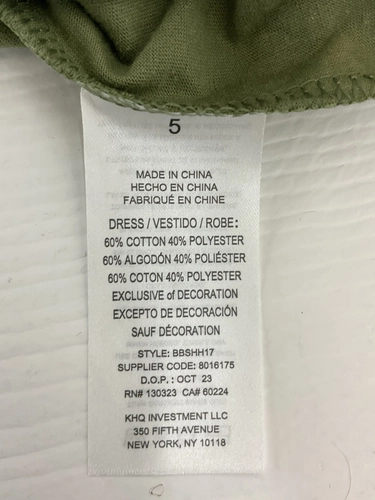 5
MADE IN CHINA
HECHO EN CHINA
FABRIQUÉ EN CHINE
DRESS / VESTIDO / ROBE:
60% COTTON 40% POLYESTER
60% ALGODÓN 40% POLIÉSTER
60% COTON 40% POLYESTER
EXCLUSIVE of DECORATION
EXCEPTO DE DECORACIÓN
SAUF DÉCORATION
STYLE: BBSHH17
SUPPLIER CODE: 8016175
D.O.P. : OCT 23
RN# 130323 CA# 60224
KHQ INVESTMENT LLC
350 FIFTH AVENUE
NEW YORK, NY 10118